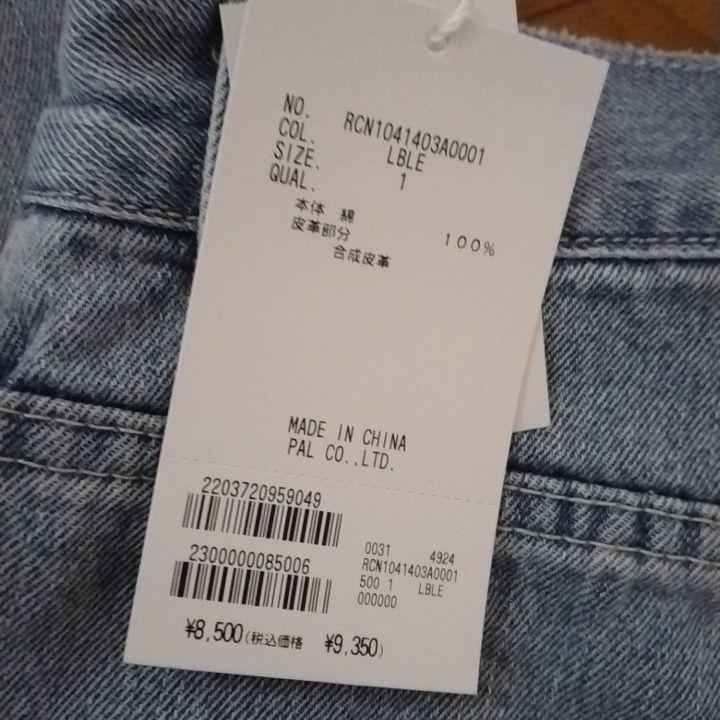 NO. RCN1041403A0001
COL. LBLE
SIZE. 1
QUAL.
本体 綿 100%
皮革部分
合成皮革
MADE IN CHINA
PAL CO.,LTD.
2203720959049
2300000085006
0031 4924
RCN1041403A0001
500 1 LBLE
000000
¥8,500(税込価格 ¥9,350)